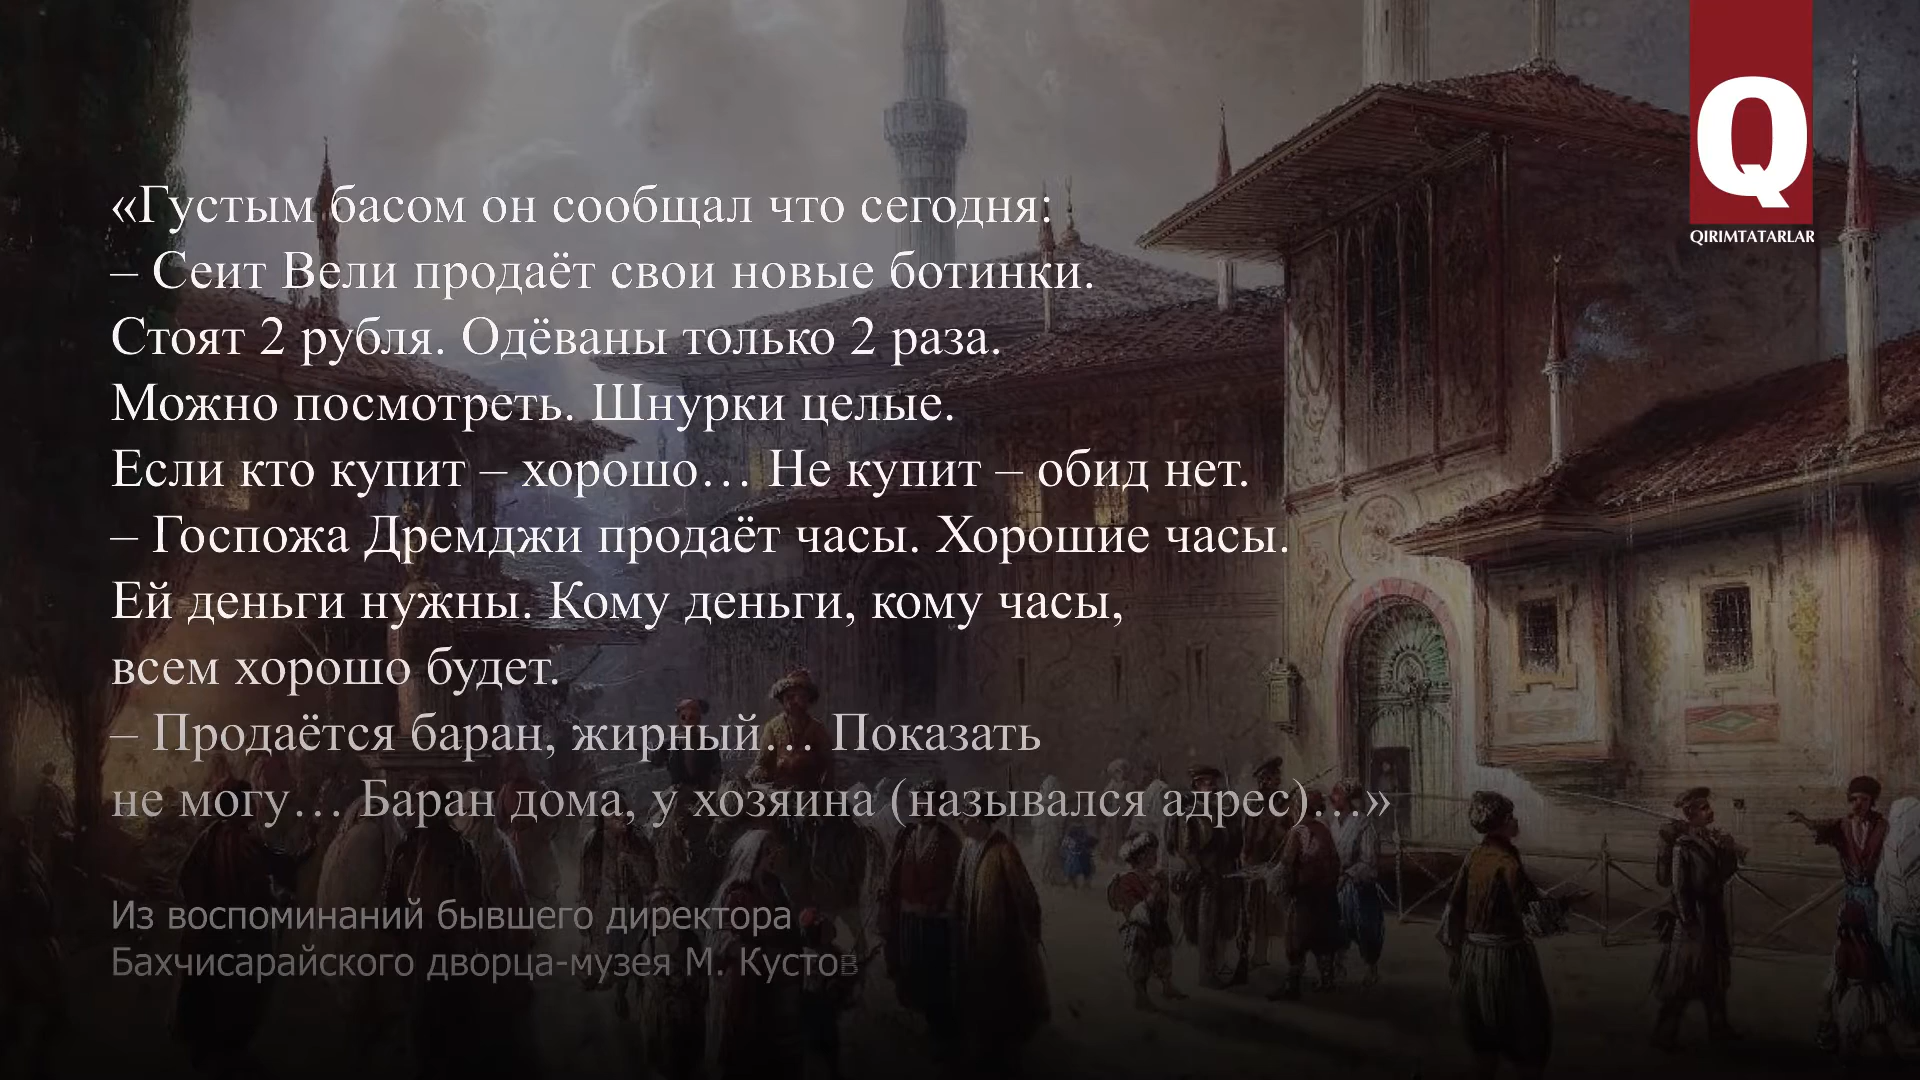 Q
QIRIMTATARLAR
«Густым басом он сообщал что сегодня:
– Сеит Вели продаёт свои новые ботинки.
Стоят 2 рубля. Одёваны только 2 раза.
Можно посмотреть. Шнурки целые.
Если кто купит – хорошо… Не купит – обид нет.
– Госпожа Дремджи продаёт часы. Хорошие часы.
Ей деньги нужны. Кому деньги, кому часы,
всем хорошо будет.
– Продаётся баран, жирный… Показать
не могу… Баран дома, у хозяина (назывался адрес)…»
Из воспоминаний бывшего директора
Бахчисарайского дворца-музея М. Кустов